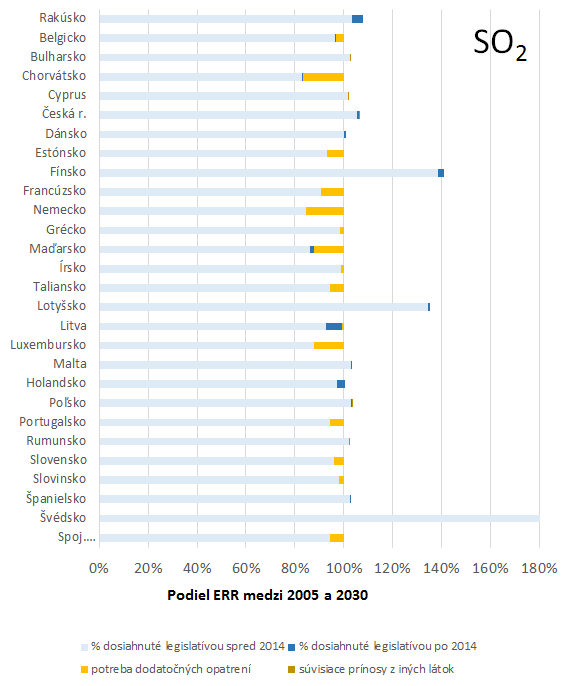 SO2
Rakúsko
Belgicko
Bulharsko
Chorvátsko
Cyprus
Česká r.
Dánsko
Estónsko
Fínsko
Francúzsko
Nemecko
Grécko
Maďarsko
Írsko
Taliansko
Lotyšsko
Litva
Luxembursko
Malta
Holandsko
Poľsko
Portugalsko
Rumunsko
Slovensko
Slovinsko
Španielsko
Švédsko
Spoj....
0% 20% 40% 60% 80% 100% 120% 140% 160% 180%
Podiel ERR medzi 2005 a 2030
% dosiahnuté legislatívou spred 2014 % dosiahnuté legislatívou po 2014
potreba dodatočných opatrení súvisiace prínosy z iných látok